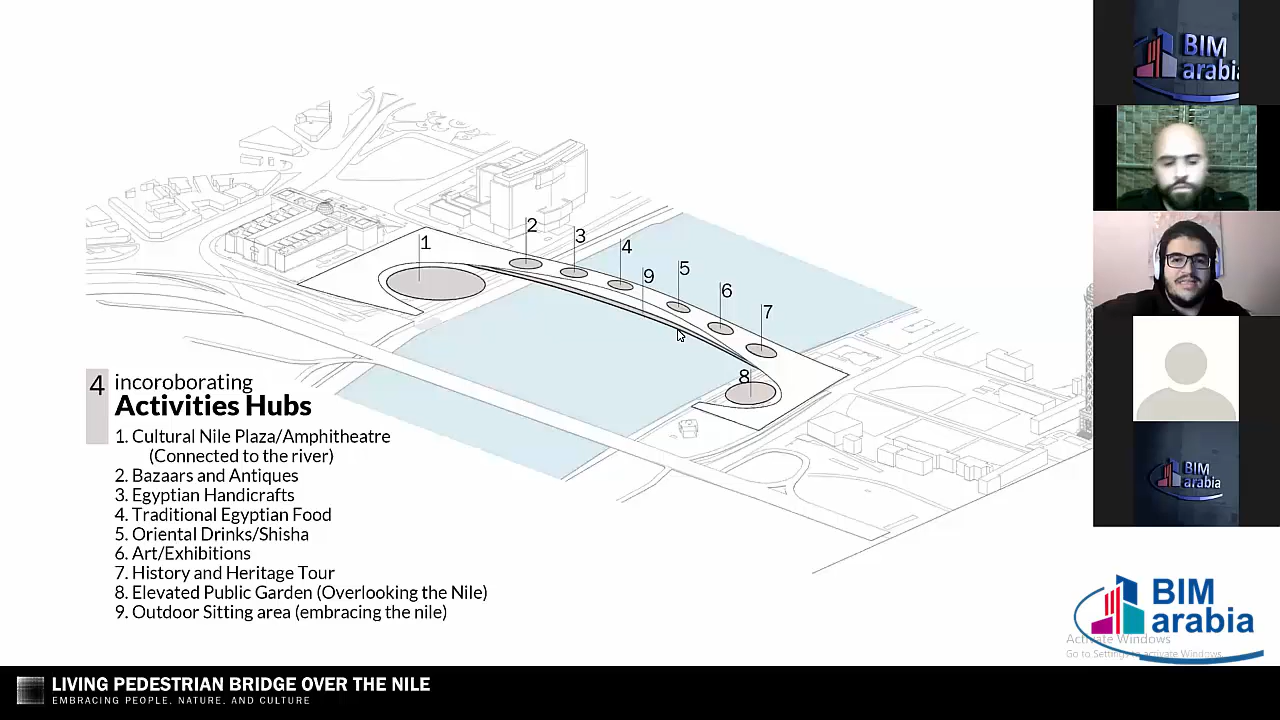 BIM
arabia
1
2
3
4
9
5
6
7
8
4 incoroborating
Activities Hubs
1. Cultural Nile Plaza/Amphitheatre
(Connected to the river)
2. Bazaars and Antiques
3. Egyptian Handicrafts
4. Traditional Egyptian Food
5. Oriental Drinks/Shisha
6. Art/Exhibitions
7. History and Heritage Tour
8. Elevated Public Garden (Overlooking the Nile)
9. Outdoor Sitting area (embracing the nile)
BIM
arabia
BIM
arabia
Activate Windows
Go to Settings to activate Windows.
LIVING PEDESTRIAN BRIDGE OVER THE NILE
EMBRACING PEOPLE, NATURE, AND CULTURE